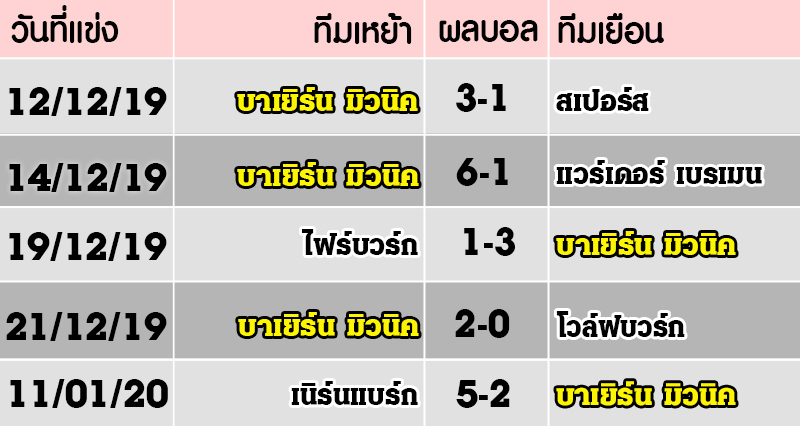 วันที่แข่ง ทีมเหย้า ผลบอล ทีมเยือน
12/12/19 บาเยิร์น มิวนิค 3-1 สเปอร์ส
14/12/19 บาเยิร์น มิวนิค 6-1 แวร์เดอร์ เบรเมน
19/12/19 ไฟร์บวร์ก 1-3 บาเยิร์น มิวนิค
21/12/19 บาเยิร์น มิวนิค 2-0 โวล์ฟบวร์ก
11/01/20 เนิร์นแบร์ก 5-2 บาเยิร์น มิวนิค